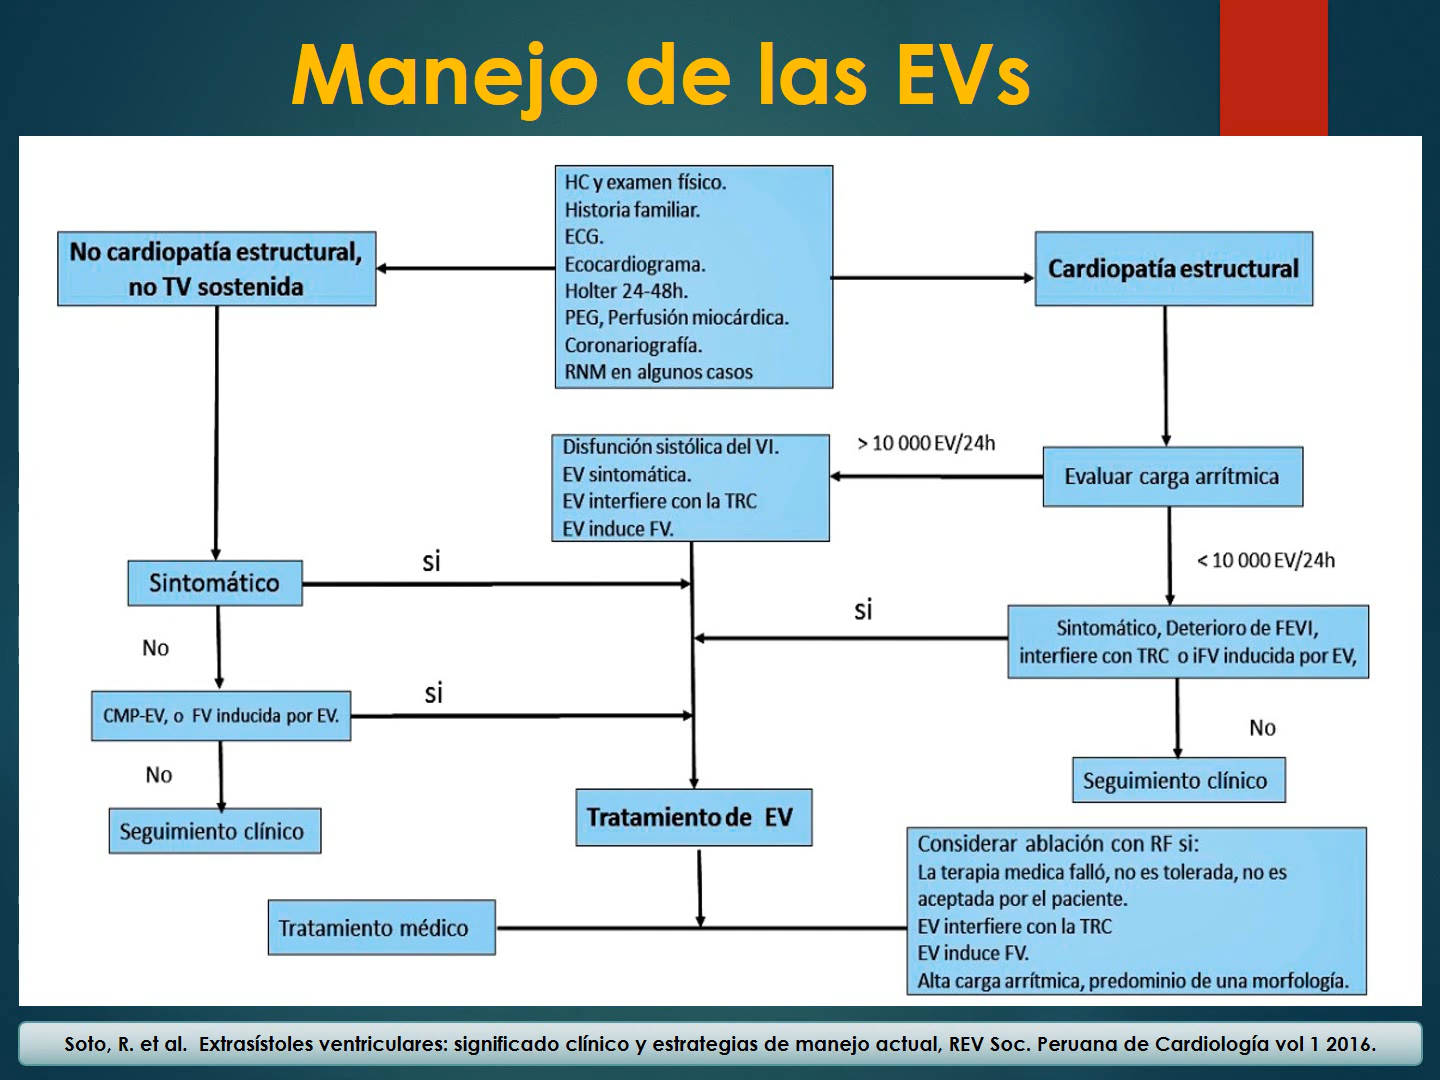 Manejo de las EVs
HC y examen físico.
Historia familiar.
ECG.
Ecocardiograma.
Holter 24-48h.
PEG, Perfusión miocárdica.
Coronariografía.
RNM en algunos casos
No cardiopatía estructural,
no TV sostenida
Cardiopatía estructural
Disfunción sistólica del VI.
EV sintomática.
EV interfiere con la TRC
EV induce FV.
> 10 000 EV/24h
Evaluar carga arrítmica
< 10 000 EV/24h
Sintomático
si
No
si
Sintomático, Deterioro de FEVI,
interfiere con TRC o iFV inducida por EV,
CMP-EV, o FV inducida por EV.
si
No
No
Seguimiento clínico
Seguimiento clínico
Tratamiento de EV
Tratamiento médico
Considerar ablación con RF si:
La terapia medica falló, no es tolerada, no es
aceptada por el paciente.
EV interfiere con la TRC
EV induce FV.
Alta carga arrítmica, predominio de una morfología.
Soto, R. et al. Extrasístoles ventriculares: significado clínico y estrategias de manejo actual, REV Soc. Peruana de Cardiología vol 1 2016.